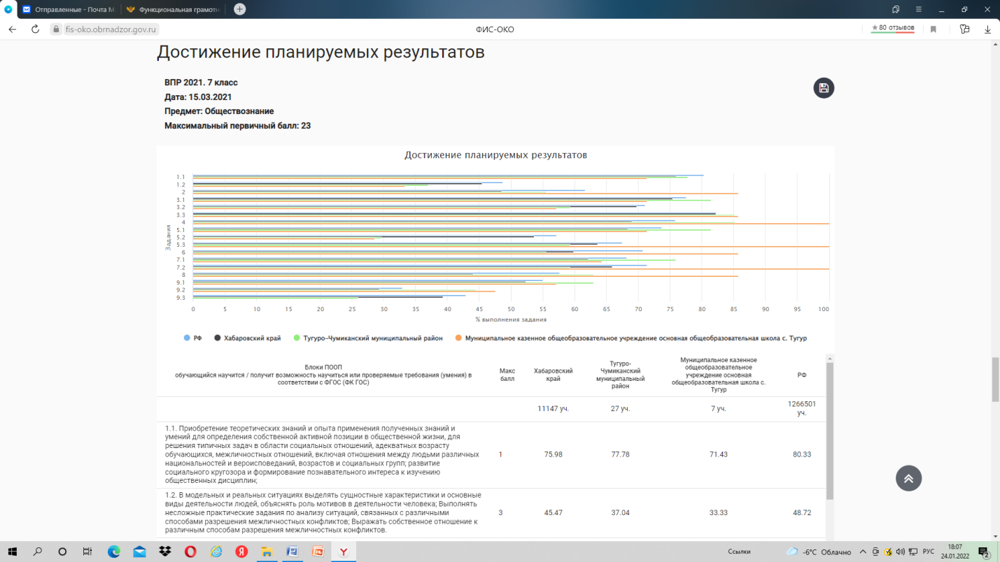 Отправленные - Почта M
Функциональная грамотн
fis-oko.obrnadzor.gov.ru
ФИС-ОКО
★ 80 отзывов
Достижение планируемых результатов
ВПР 2021. 7 класс
Дата: 15.03.2021
Предмет: Обществознание
Максимальный первичный балл: 23
Достижение планируемых результатов
Задания
1.1
1.2
2
3.1
3.2
3.3
4
5.1
5.2
5.3
6
7.1
7.2
8
9.1
9.2
9.3
0 5 10 15 20 25 30 35 40 45 50 55 60 65 70 75 80 85 90 95 100
% выполнения задания
РФ Хабаровский край Тугуро-Чумиканский муниципальный район Муниципальное казенное общеобразовательное учреждение основная общеобразовательная школа с. Тугур
Блоки ПООП
обучающийся научится / получит возможность научиться или проверяемые требования (умения) в
соответствии с ФГОС (ФК ГОС)
Макс
балл
Хабаровский
край
Тугуро-
Чумиканский
муниципальный
район
Муниципальное казенное
общеобразовательное
учреждение основная
общеобразовательная школа с.
Тугур
РФ
11147 уч.
27 уч.
7 уч.
1266501
уч.
1.1. Приобретение теоретических знаний и опыта применения полученных знаний и
умений для определения собственной активной позиции в общественной жизни, для
решения типичных задач в области социальных отношений, адекватных возрасту
обучающихся, межличностных отношений, включая отношения между людьми различных
национальностей и вероисповеданий, возрастов и социальных групп; развитие
социального кругозора и формирование познавательного интереса к изучению
общественных дисциплин;
1 75.98 77.78 71.43 80.33
1.2. В модельных и реальных ситуациях выделять сущностные характеристики и основные
виды деятельности людей, объяснять роль мотивов в деятельности человека; Выполнять
несложные практические задания по анализу ситуаций, связанных с различными
способами разрешения межличностных конфликтов; Выражать собственное отношение к
различным способам разрешения межличностных конфликтов.
3 45.47 37.04 33.33 48.72
Ссылки
-6°C Облачно
РУС
18:07
24.01.2022
2